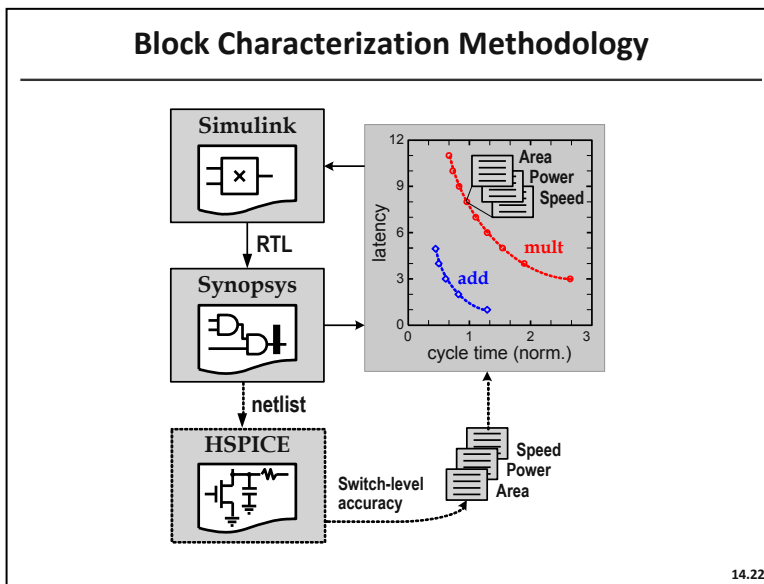 Block Characterization Methodology
Simulink
×
RTL
Synopsys
netlist
HSPICE
Switch-level
accuracy
12
9
6
3
0
latency
0
1
2
3
cycle time (norm.)
Area
Power
Speed
mult
add
Speed
Power
Area
14.22